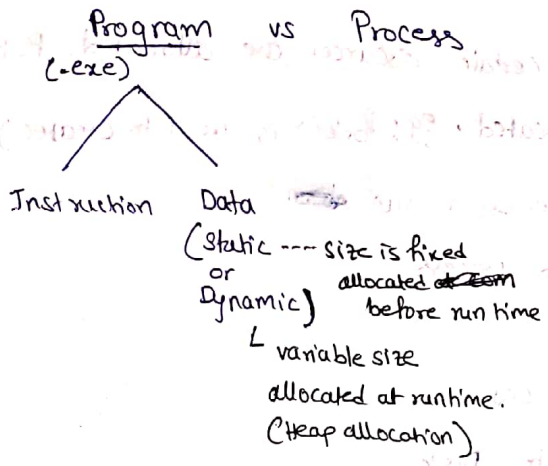 Program vs Process
(.exe)
Instruction Data
(Static ---- size is fixed
or allocated
Dynamic) before run time
variable size
allocated at runtime.
(Heap allocation),